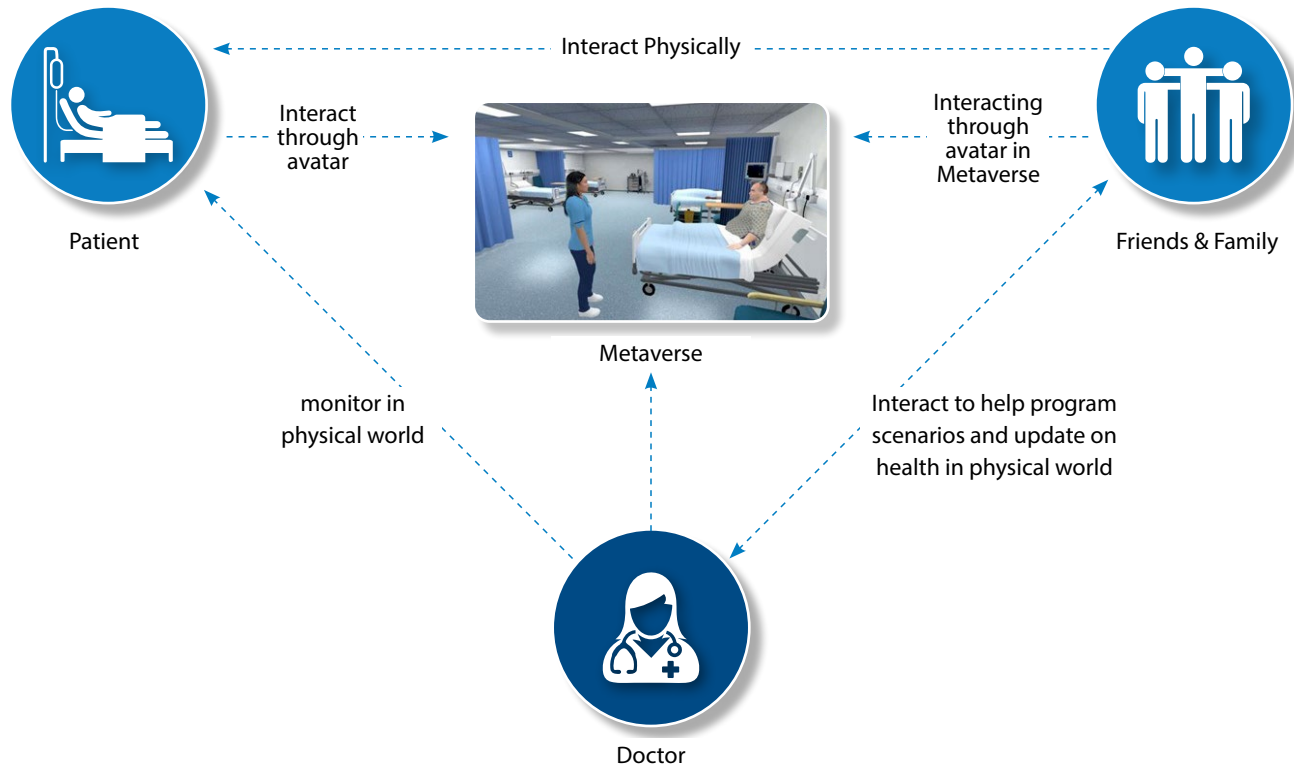 Interact Physically
Interact
through
avatar
Interacting
through
avatar in
Metaverse
Patient
Friends & Family
Metaverse
monitor in
physical world
Interact to help program
scenarios and update on
health in physical world
Doctor